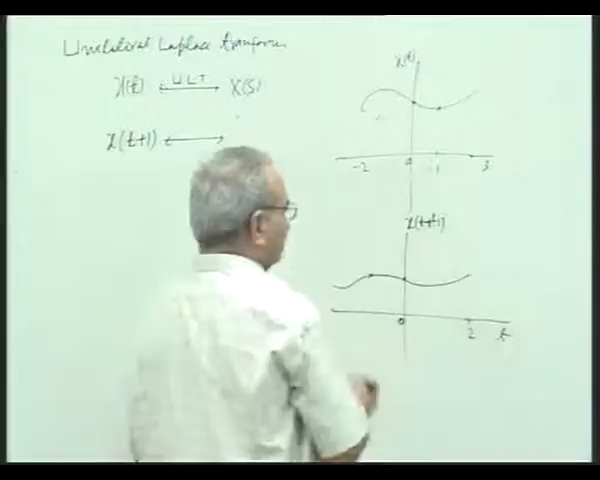 Unilateral Laplace transform
x(t) ULT X(s)
x(t+1)
x(t)
-2 0 1 3
x(t+1)
0 2 t